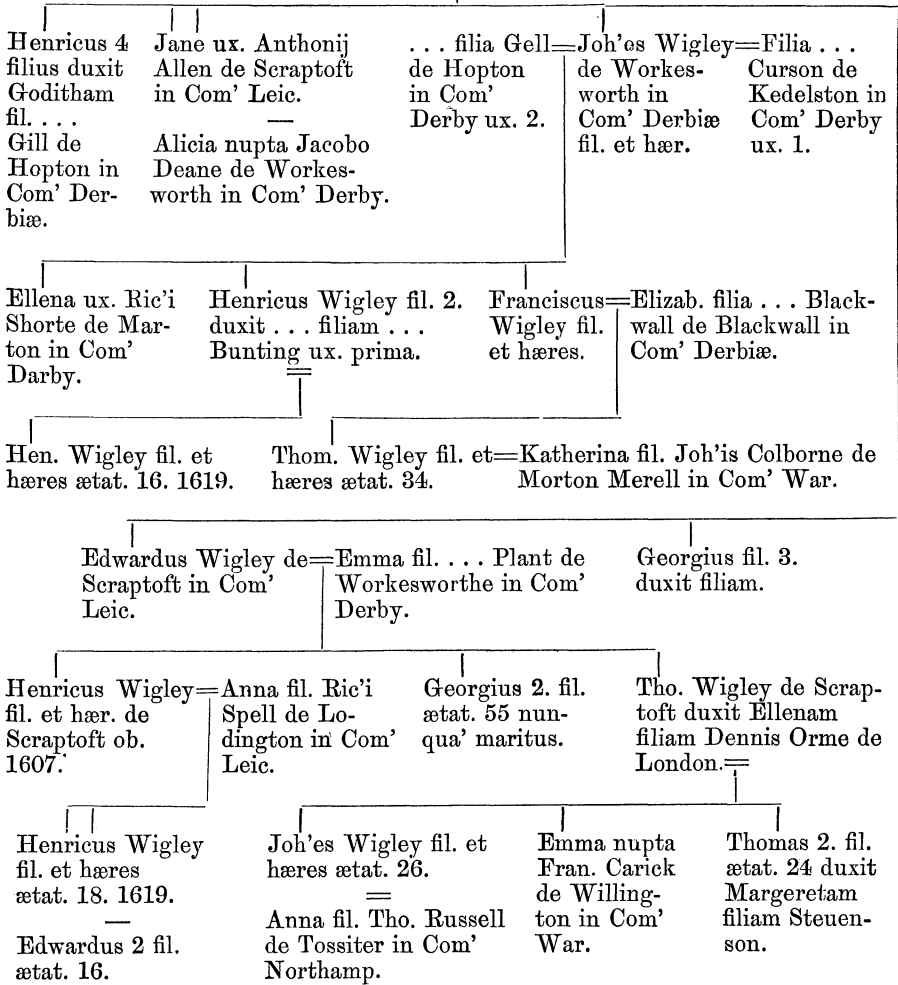 Henricus 4
filius duxit
Goditham
fil. . . .
Gill de
Hopton in
Com' Der-
biæ.
Jane ux. Anthonij
Allen de Scraptoft
in Com' Leic.
—
Alicia nupta Jacobo
Deane de Workes-
worth in Com' Derby.
. . . filia Gell
de Hopton
in Com'
Derby ux. 2.
=Joh'es Wigley=
de Workes-
worth in
Com' Derbiæ
fil. et hær.
Filia . . .
Curson de
Kedelston in
Com' Derby
ux. 1.
Ellena ux. Ric'i
Shorte de Mar-
ton in Com'
Darby.
Henricus Wigley fil. 2.
duxit . . . filiam . . .
Bunting ux. prima.
=
Franciscus=
Wigley fil.
et hæres.
Elizab. filia . . . Black-
wall de Blackwall in
Com' Derbiæ.
Hen. Wigley fil. et
hæres ætat. 16. 1619.
Thom. Wigley fil. et=
hæres ætat. 34.
Katherina fil. Joh'is Colborne de
Morton Merell in Com' War.
Edwardus Wigley de=
Scraptoft in Com'
Leic.
Emma fil. . . . Plant de
Workesworthe in Com'
Derby.
Georgius fil. 3.
duxit filiam.
Henricus Wigley=
fil. et hær. de
Scraptoft ob.
1607.
Anna fil. Ric'i
Spell de Lo-
dington in Com'
Leic.
Georgius 2. fil.
ætat. 55 nun-
qua' maritus.
Tho. Wigley de Scrap-
toft duxit Ellenam
filiam Dennis Orme de
London.=
Henricus Wigley
fil. et hæres
ætat. 18. 1619.
—
Edwardus 2 fil.
ætat. 16.
Joh'es Wigley fil. et
hæres ætat. 26.
=
Anna fil. Tho. Russell
de Tossiter in Com'
Northamp.
Emma nupta
Fran. Carick
de Willing-
ton in Com'
War.
Thomas 2. fil.
ætat. 24 duxit
Margeretam
filiam Steuen-
son.